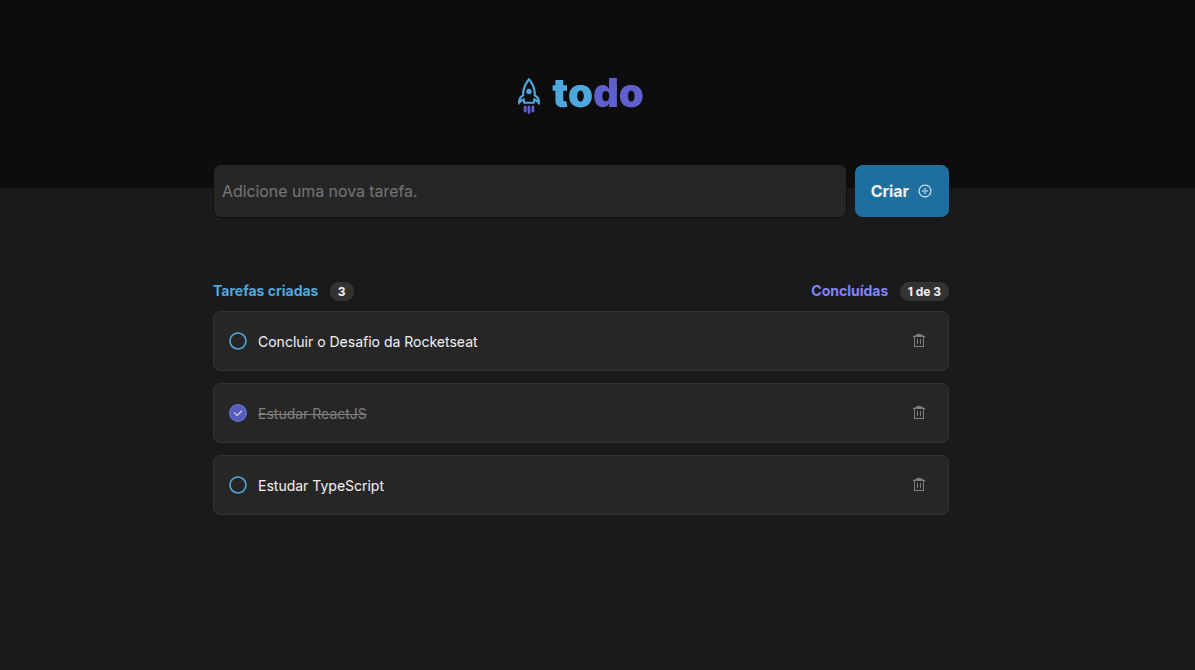 todo
Adicione uma nova tarefa.
Criar
Tarefas criadas 3
Concluídas 1 de 3
Concluir o Desafio da Rocketseat
Estudar ReactJS
Estudar TypeScript